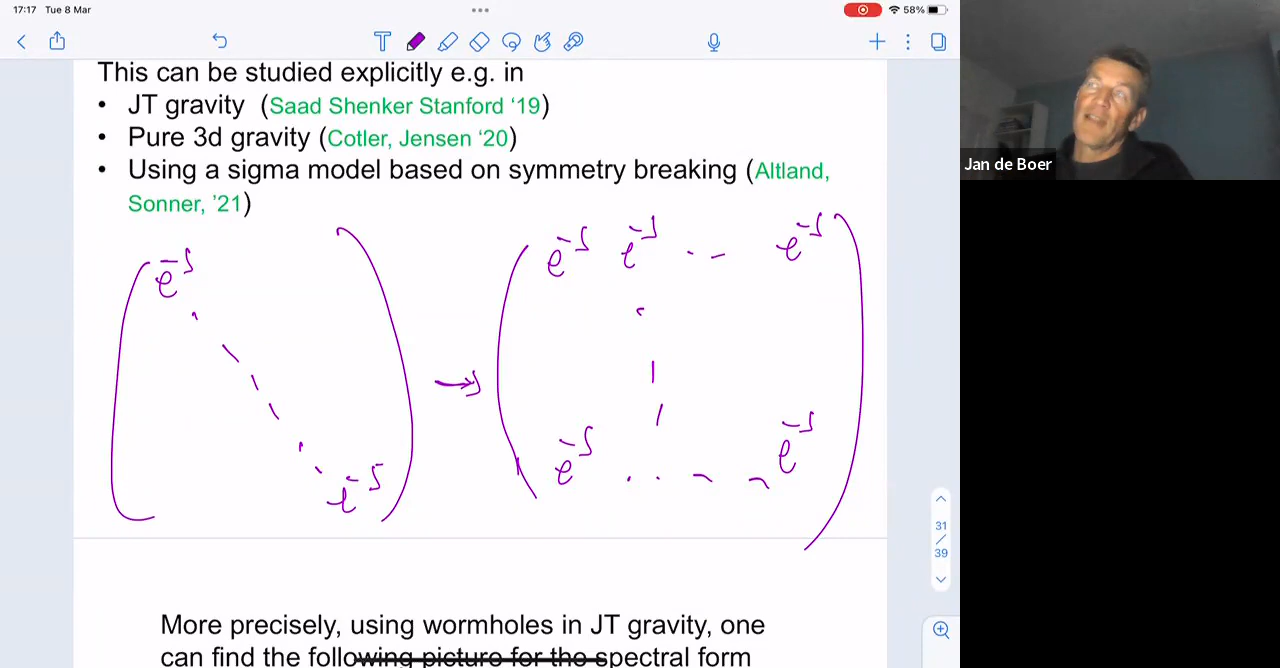 17:17 Tue 8 Mar
58%
This can be studied explicitly e.g. in
• JT gravity (Saad Shenker Stanford ‘19)
• Pure 3d gravity (Cotler, Jensen ‘20)
• Using a sigma model based on symmetry breaking (Altland,
Sonner, ‘21)
e^-S
e^-S
→
e^-S e^-S .. e^-S
e^-S .. e^-S
31
39
More precisely, using wormholes in JT gravity, one
can find the following picture for the spectral form
Jan de Boer